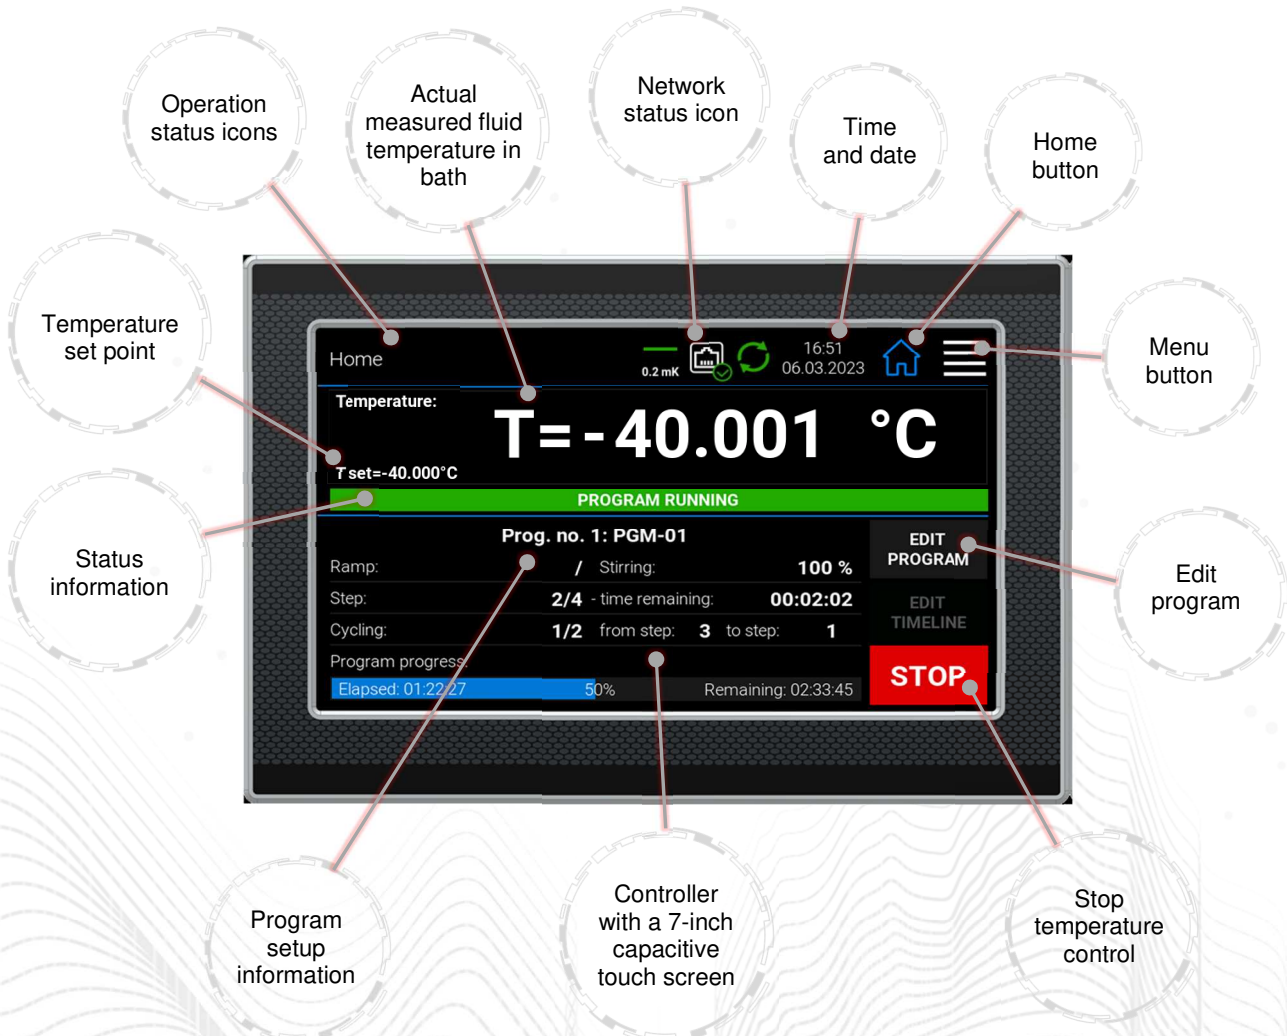 Operation
status icons
Actual
measured fluid
temperature in
bath
Network
status icon
Time
and date
Home
button
Temperature
set point
Menu
button
Status
information
Edit
program
Home
0.2 mK
16:51
06.03.2023
Temperature:
T= - 40.001 °C
T set=-40.000°C
PROGRAM RUNNING
Prog. no. 1: PGM-01
EDIT
PROGRAM
Ramp: / Stirring: 100 %
Step: 2/4 - time remaining: 00:02:02
EDIT
TIMELINE
Cycling: 1/2 from step: 3 to step: 1
Program progress:
Elapsed: 01:22:27 50% Remaining: 02:33:45
STOP
Program
setup
information
Controller
with a 7-inch
capacitive
touch screen
Stop
temperature
control